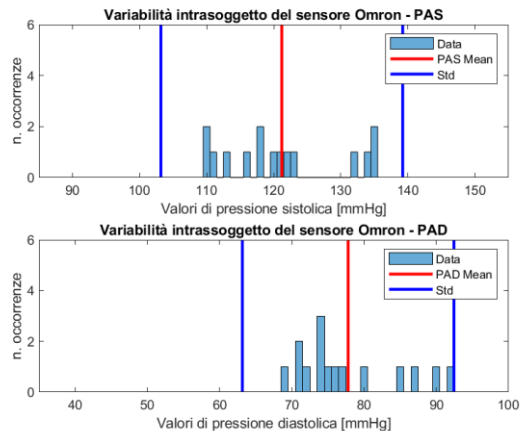 Variabilità intrasoggetto del sensore Omron - PAS
6
4
2
0
n. occorrenze
Data
PAS Mean
Std
90 100 110 120 130 140 150
Valori di pressione sistolica [mmHg]
Variabilità intrassoggetto del sensore Omron - PAD
6
4
2
0
n. occorrenze
Data
PAD Mean
Std
40 50 60 70 80 90 100
Valori di pressione diastolica [mmHg]